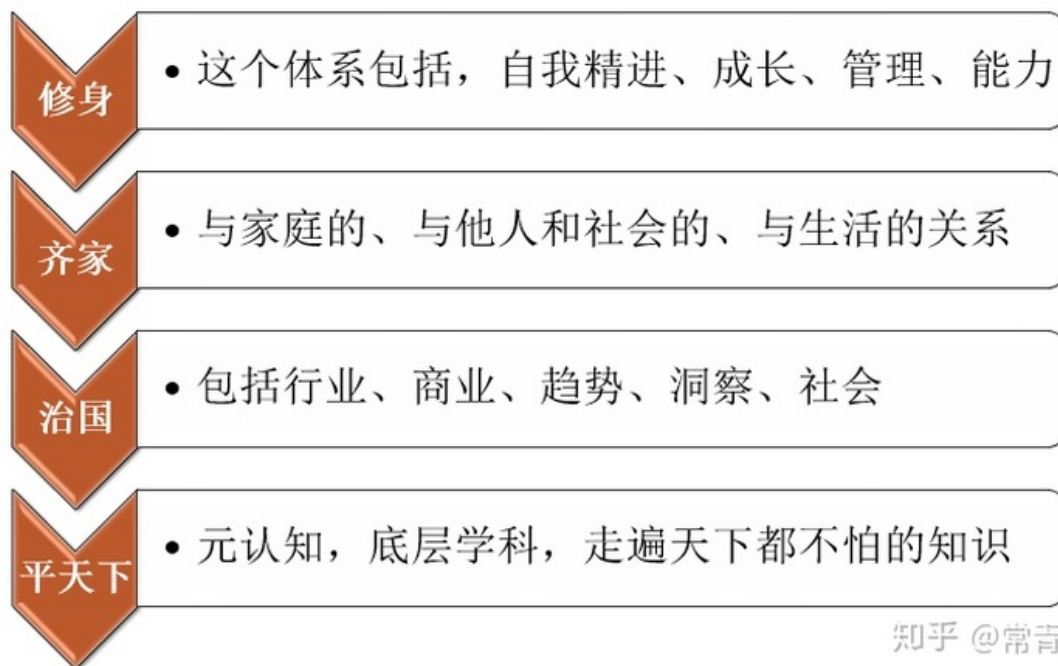 修身
• 这个体系包括，自我精进、成长、管理、能力
齐家
• 与家庭的、与他人和社会的、与生活的关系
治国
• 包括行业、商业、趋势、洞察、社会
平天下
• 元认知，底层学科，走遍天下都不怕的知识
知乎 @常青